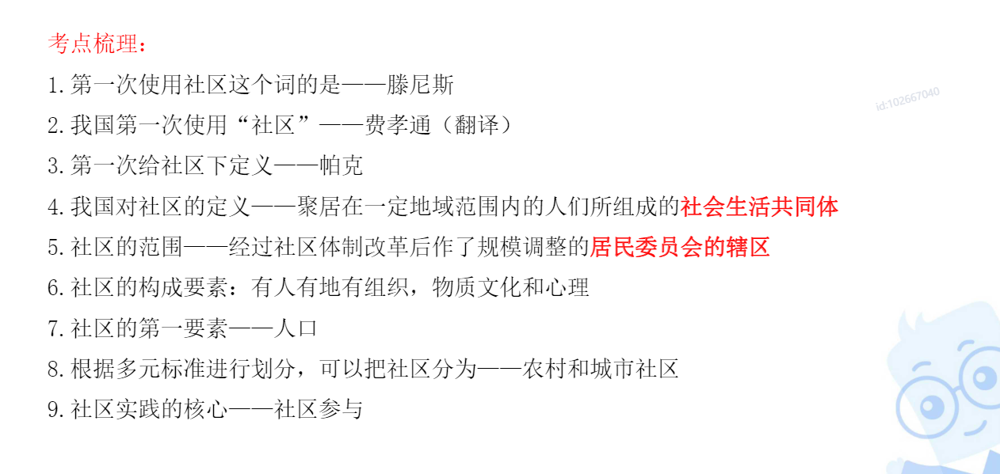 考点梳理：
1.第一次使用社区这个词的是——滕尼斯
2.我国第一次使用“社区”——费孝通（翻译）
3.第一次给社区下定义——帕克
4.我国对社区的定义——聚居在一定地域范围内的人们所组成的社会生活共同体
5.社区的范围——经过社区体制改革后作了规模调整的居民委员会的辖区
6.社区的构成要素：有人有地有组织，物质文化和心理
7.社区的第一要素——人口
8.根据多元标准进行划分，可以把社区分为——农村和城市社区
9.社区实践的核心——社区参与
id:102667040